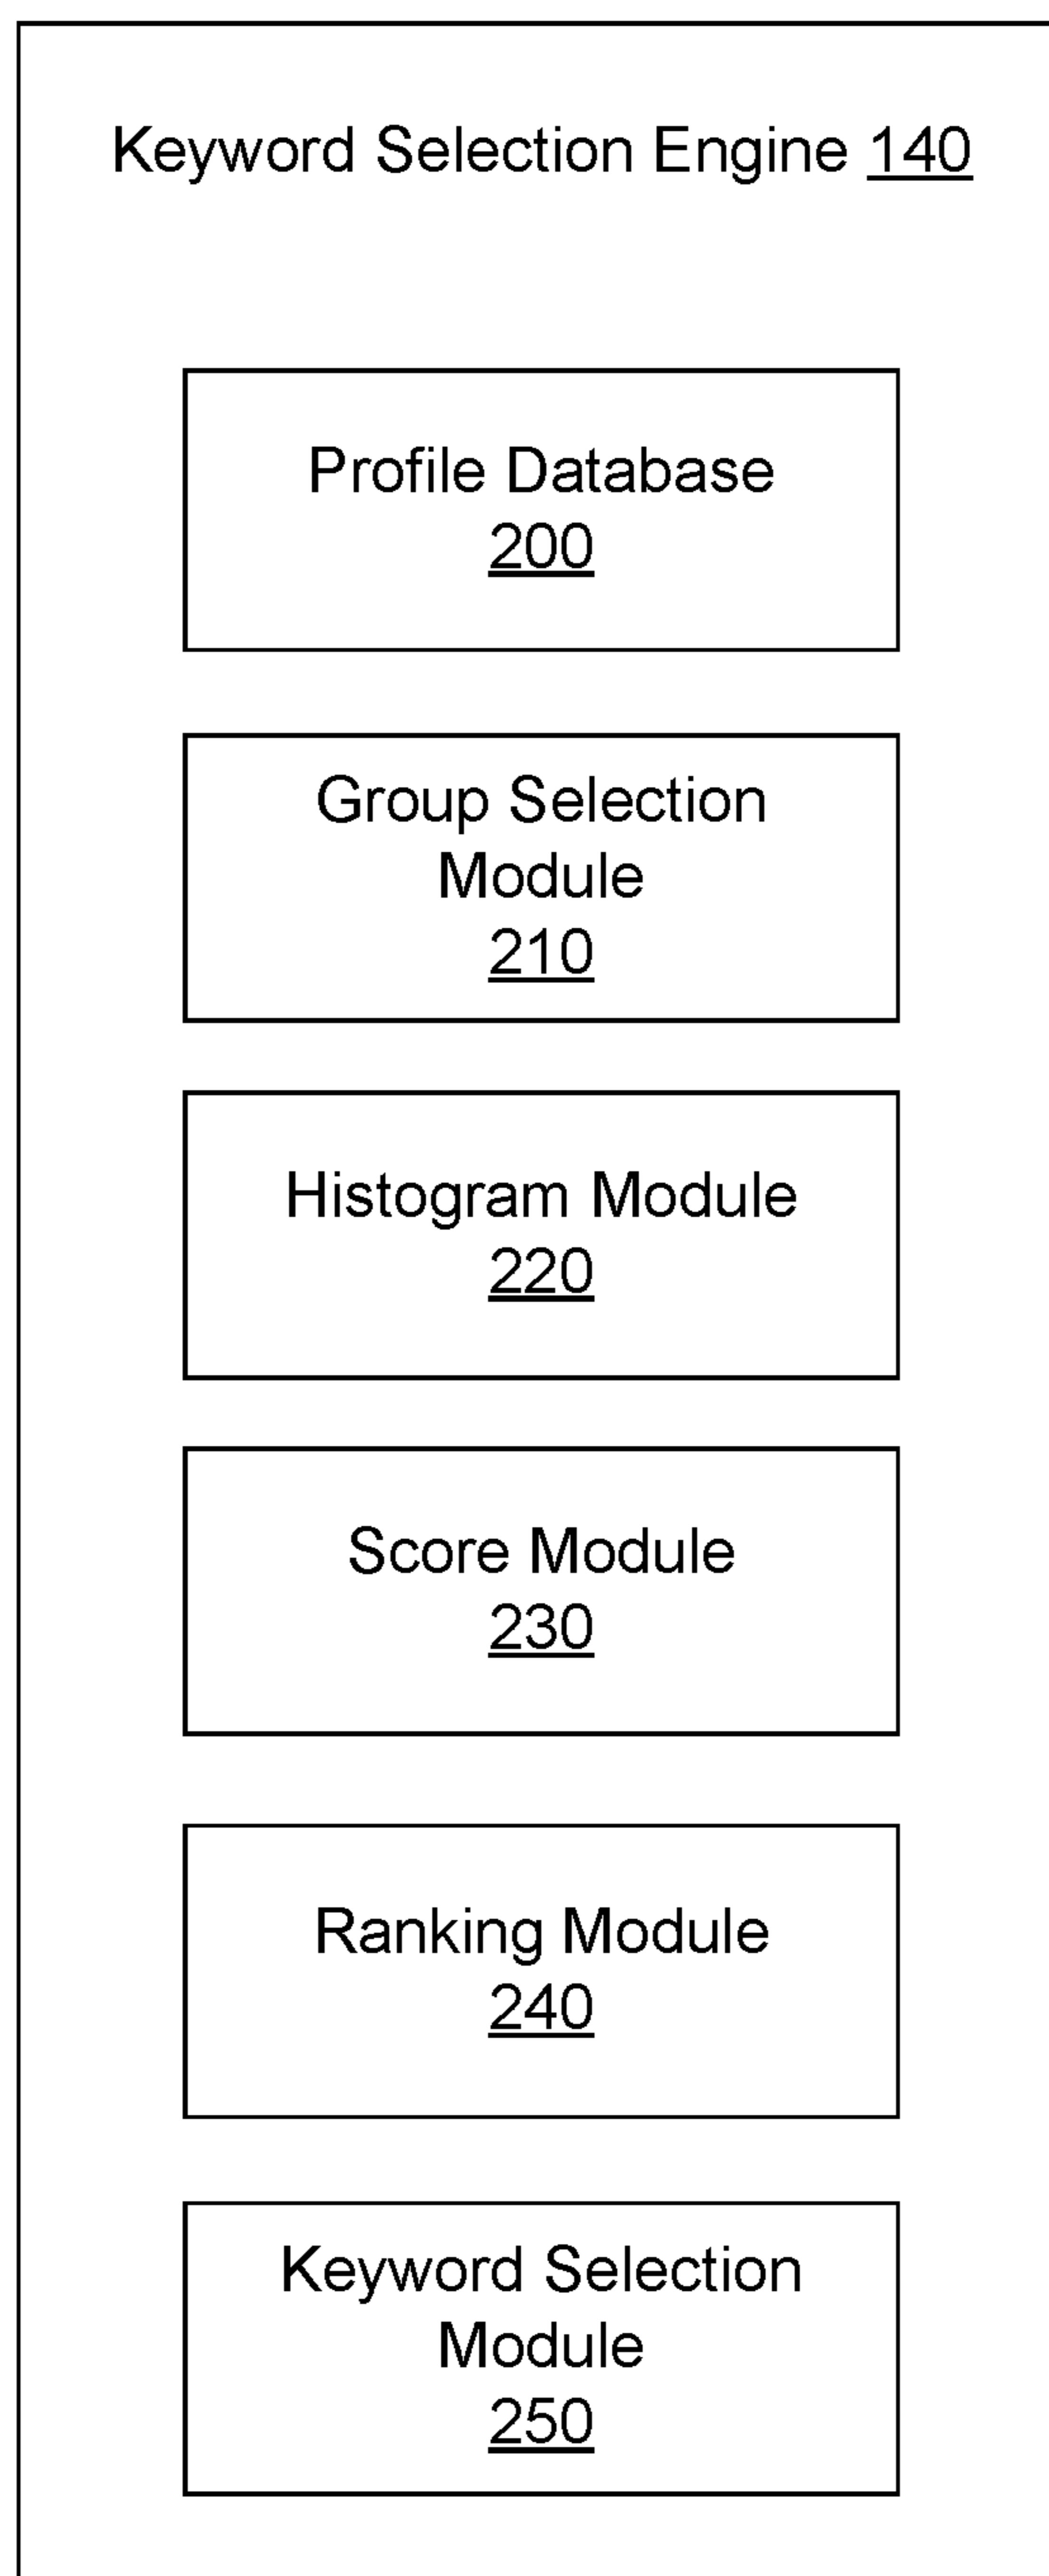 Keyword Selection Engine 140
Profile Database
200
Group Selection
Module
210
Histogram Module
220
Score Module
230
Ranking Module
240
Keyword Selection
Module
250